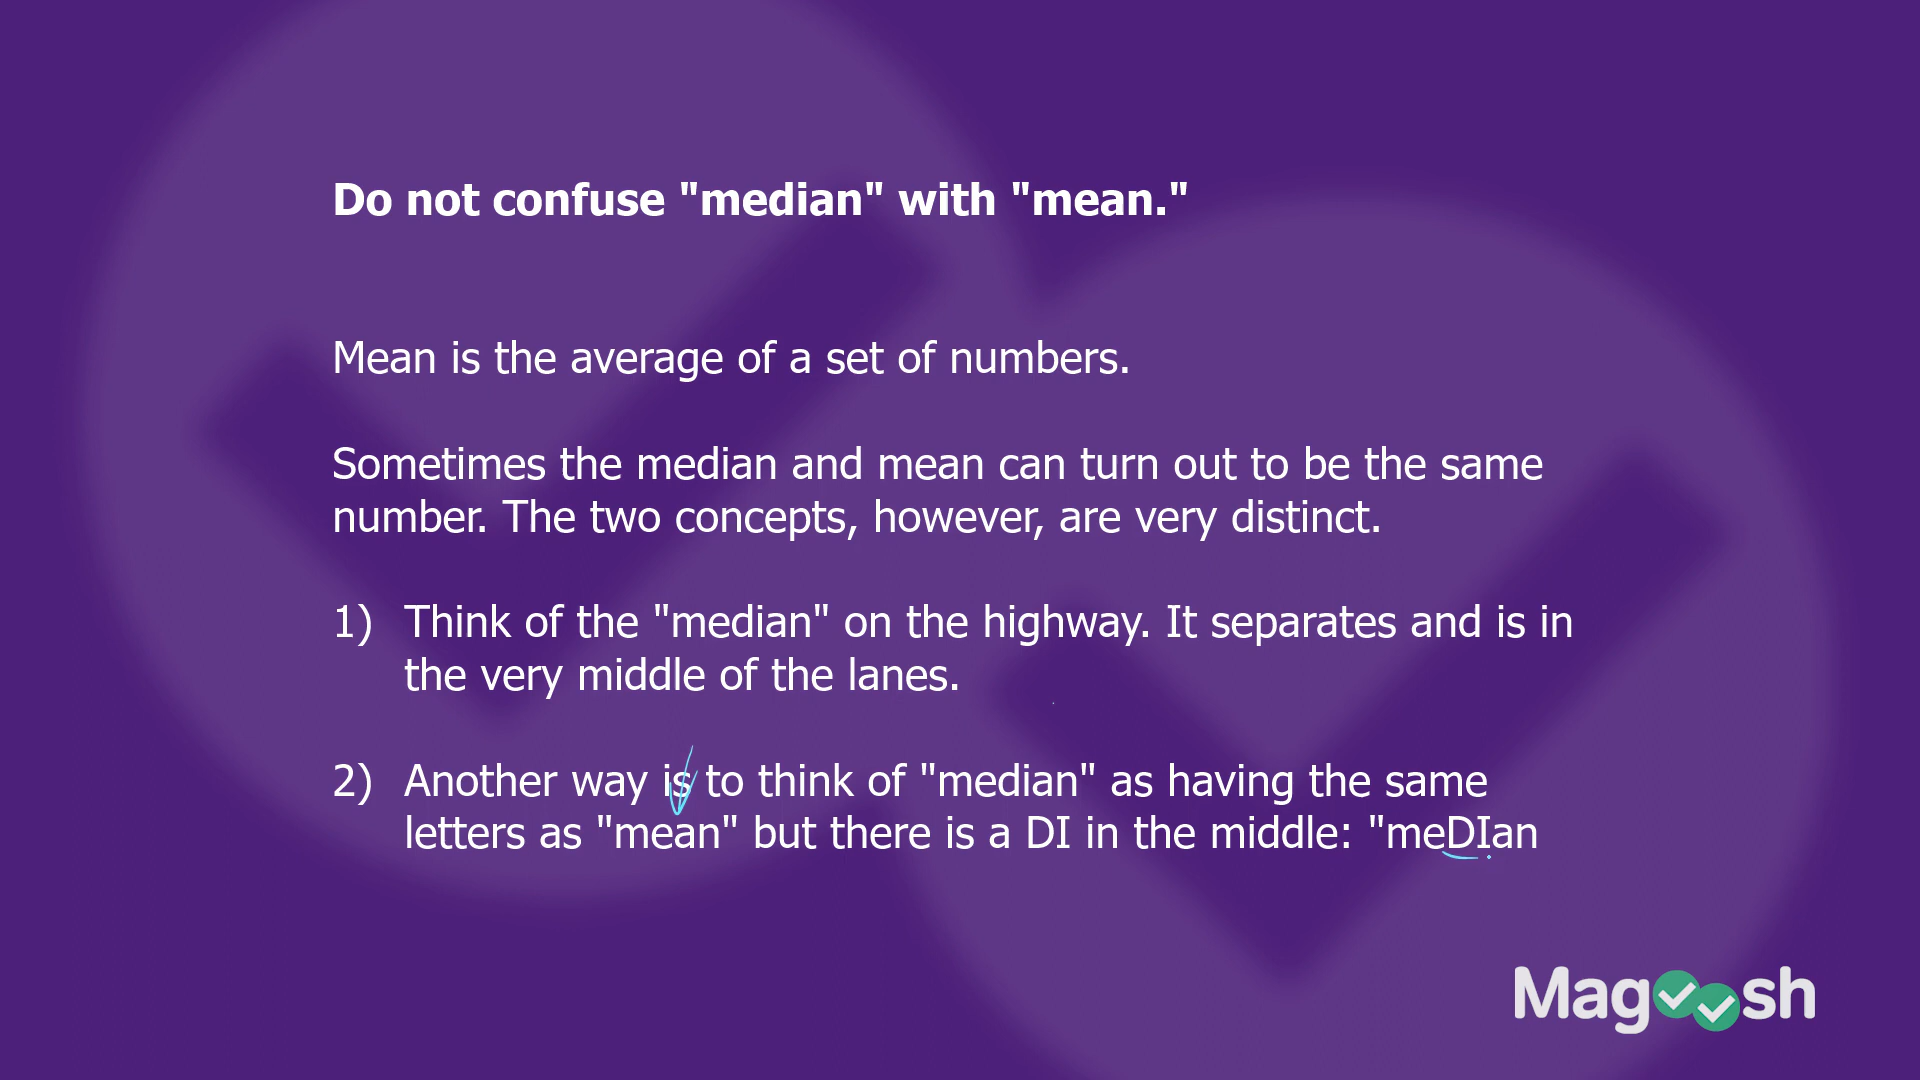 Do not confuse "median" with "mean."
Mean is the average of a set of numbers.
Sometimes the median and mean can turn out to be the same
number. The two concepts, however, are very distinct.
1) Think of the "median" on the highway. It separates and is in
the very middle of the lanes.
2) Another way is to think of "median" as having the same
letters as "mean" but there is a DI in the middle: "meDIan
Magoosh